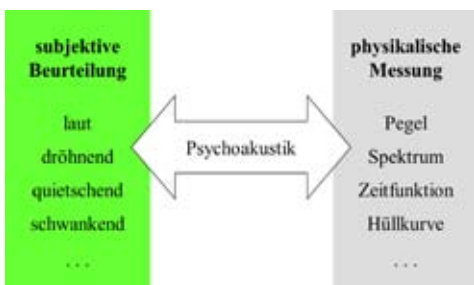 subjektive
Beurteilung
laut
dröhnend
quietschend
schwankend
. . .
Psychoakustik
physikalische
Messung
Pegel
Spektrum
Zeitfunktion
Hüllkurve
. . .